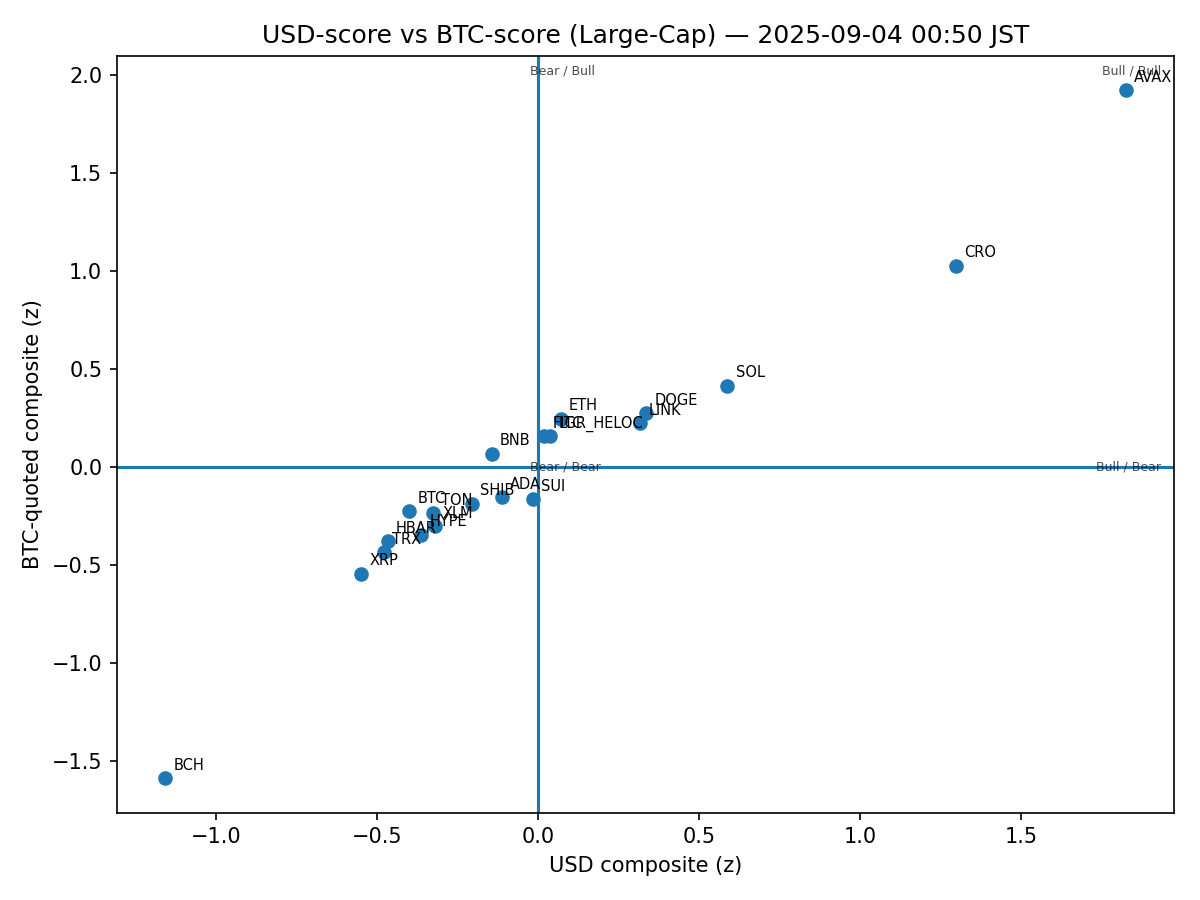 USD-score vs BTC-score (Large-Cap) — 2025-09-04 00:50 JST
Bear / Bull
Bull / Bull
AVAX
CRO
SOL
DOGE
LINK
ETH
FIGR_HELOC
BNB
Bear / Bear
Bull / Bear
ADA
SUI
SHIB
BTC
TON
XLM
HYPE
HBAR
TRX
XRP
BCH
2.0
1.5
1.0
0.5
0.0
−0.5
−1.0
−1.5
−1.0
−0.5
0.0
0.5
1.0
1.5
BTC-quoted composite (z)
USD composite (z)